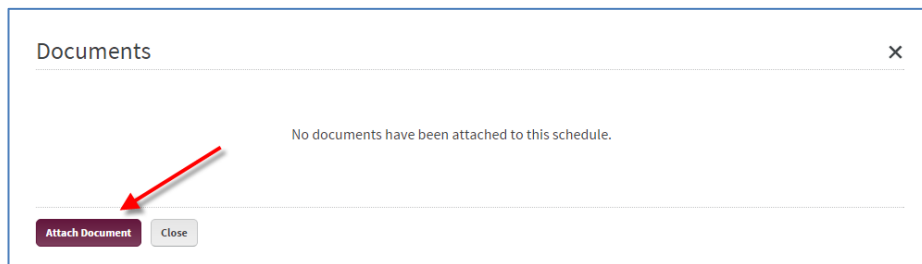 Documents
No documents have been attached to this schedule.
Attach Document Close